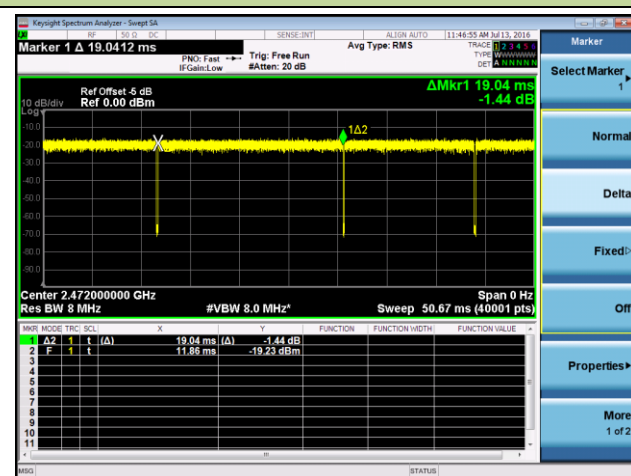 Keysight Spectrum Analyzer - Swept SA
RF 50 Ω DC SENSE:INT ALIGN AUTO 11:46:55 AM Jul 13, 2016
Marker 1 Δ 19.0412 ms
PNO: Fast
IFGain:Low
Trig: Free Run
#Atten: 20 dB
Avg Type: RMS
TRACE 1 2 3 4 5 6
TYPE WWWWWW
DET A N N N N N
Marker
Select Marker
1
Normal
Delta
Fixed
Off
Properties
More
1 of 2
Ref Offset -5 dB
10 dB/div Ref 0.00 dBm
Log
ΔMkr1 19.04 ms
-1.44 dB
1Δ2
X
-10.0
-20.0
-30.0
-40.0
-50.0
-60.0
-70.0
-80.0
-90.0
Center 2.472000000 GHz Span 0 Hz
Res BW 8 MHz #VBW 8.0 MHz* Sweep 50.67 ms (40001 pts)
MKR MODE TRC SCL X Y FUNCTION FUNCTION WIDTH FUNCTION VALUE
1 Δ2 1 t (Δ) 19.04 ms (Δ) -1.44 dB
2 F 1 t 11.86 ms -19.23 dBm
3
4
5
6
7
8
9
10
11
MSG STATUS